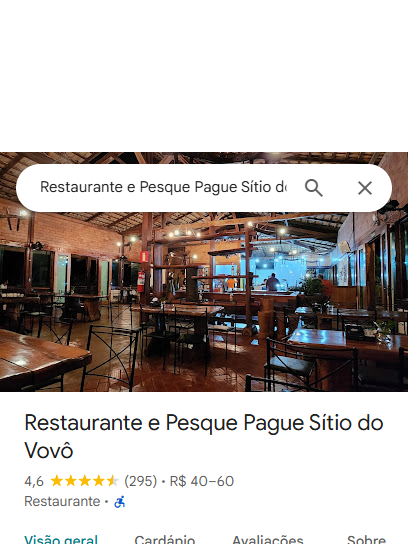 Restaurante e Pesque Pague Sítio do
Restaurante e Pesque Pague Sítio do
Vovô
4,6 (295) • R$ 40–60
Restaurante •
Visão geral Cardápio Avaliações Sobre